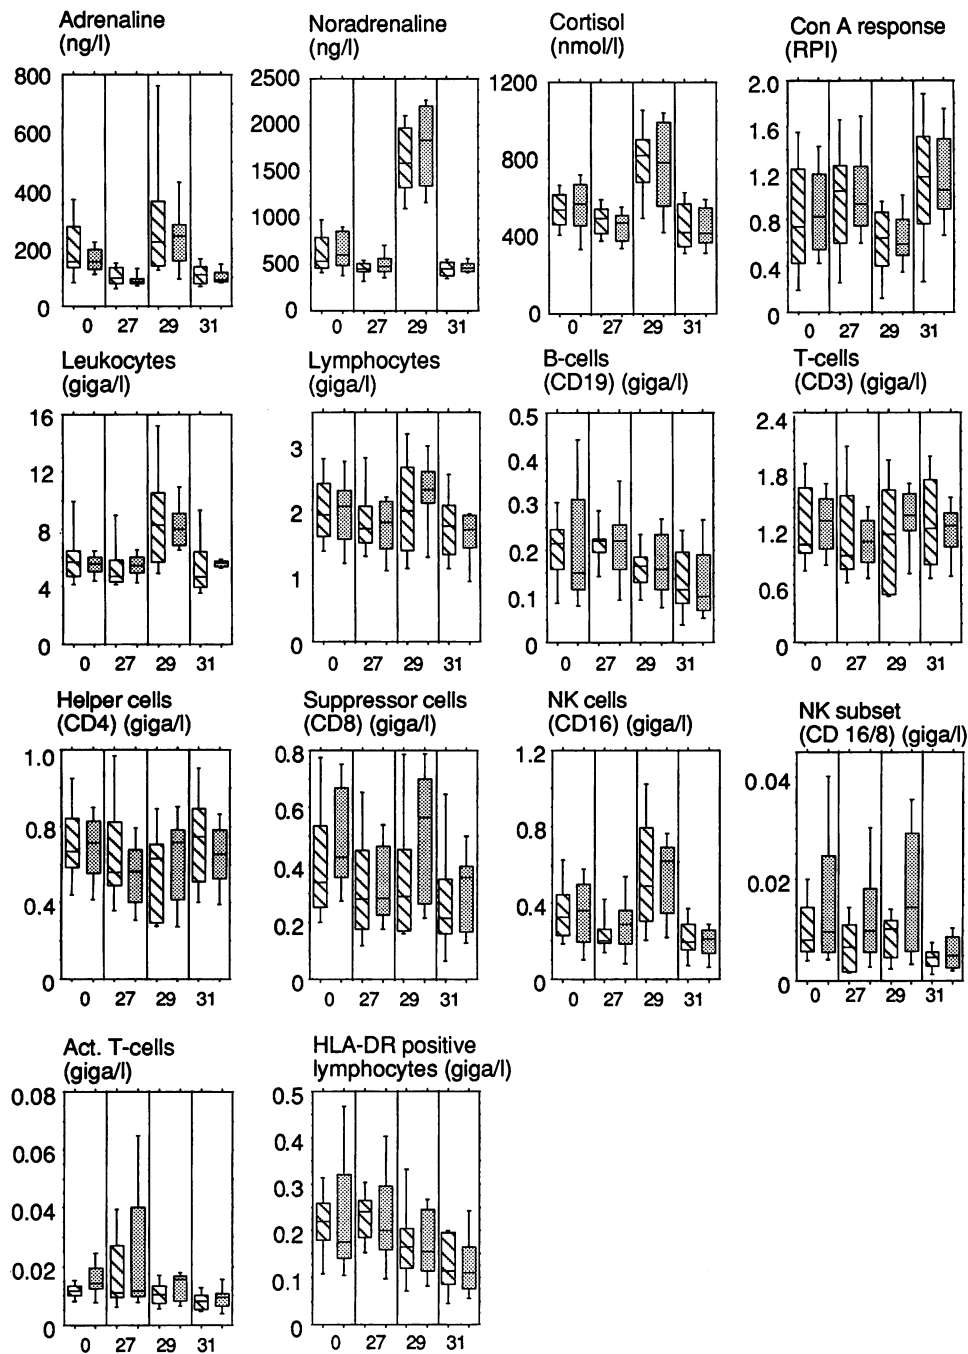 Adrenaline
(ng/l)
800
600
400
200
0
0 27 29 31
Noradrenaline
(ng/l)
2500
2000
1500
1000
500
0
0 27 29 31
Cortisol
(nmol/l)
1200
800
400
0
0 27 29 31
Con A response
(RPI)
2.0
1.6
1.2
0.8
0.4
0
0 27 29 31
Leukocytes
(giga/l)
16
12
8
4
0
0 27 29 31
Lymphocytes
(giga/l)
3
2
1
0
0 27 29 31
B-cells
(CD19) (giga/l)
0.5
0.4
0.3
0.2
0.1
0
0 27 29 31
T-cells
(CD3) (giga/l)
2.4
1.8
1.2
0.6
0
0 27 29 31
Helper cells
(CD4) (giga/l)
1.0
0.8
0.4
0
0 27 29 31
Suppressor cells
(CD8) (giga/l)
0.8
0.6
0.4
0.2
0
0 27 29 31
NK cells
(CD16) (giga/l)
1.2
0.8
0.4
0
0 27 29 31
NK subset
(CD 16/8) (giga/l)
0.04
0.02
0
0 27 29 31
Act. T-cells
(giga/l)
0.08
0.06
0.04
0.02
0
0 27 29 31
HLA-DR positive
lymphocytes (giga/l)
0.5
0.4
0.3
0.2
0.1
0
0 27 29 31